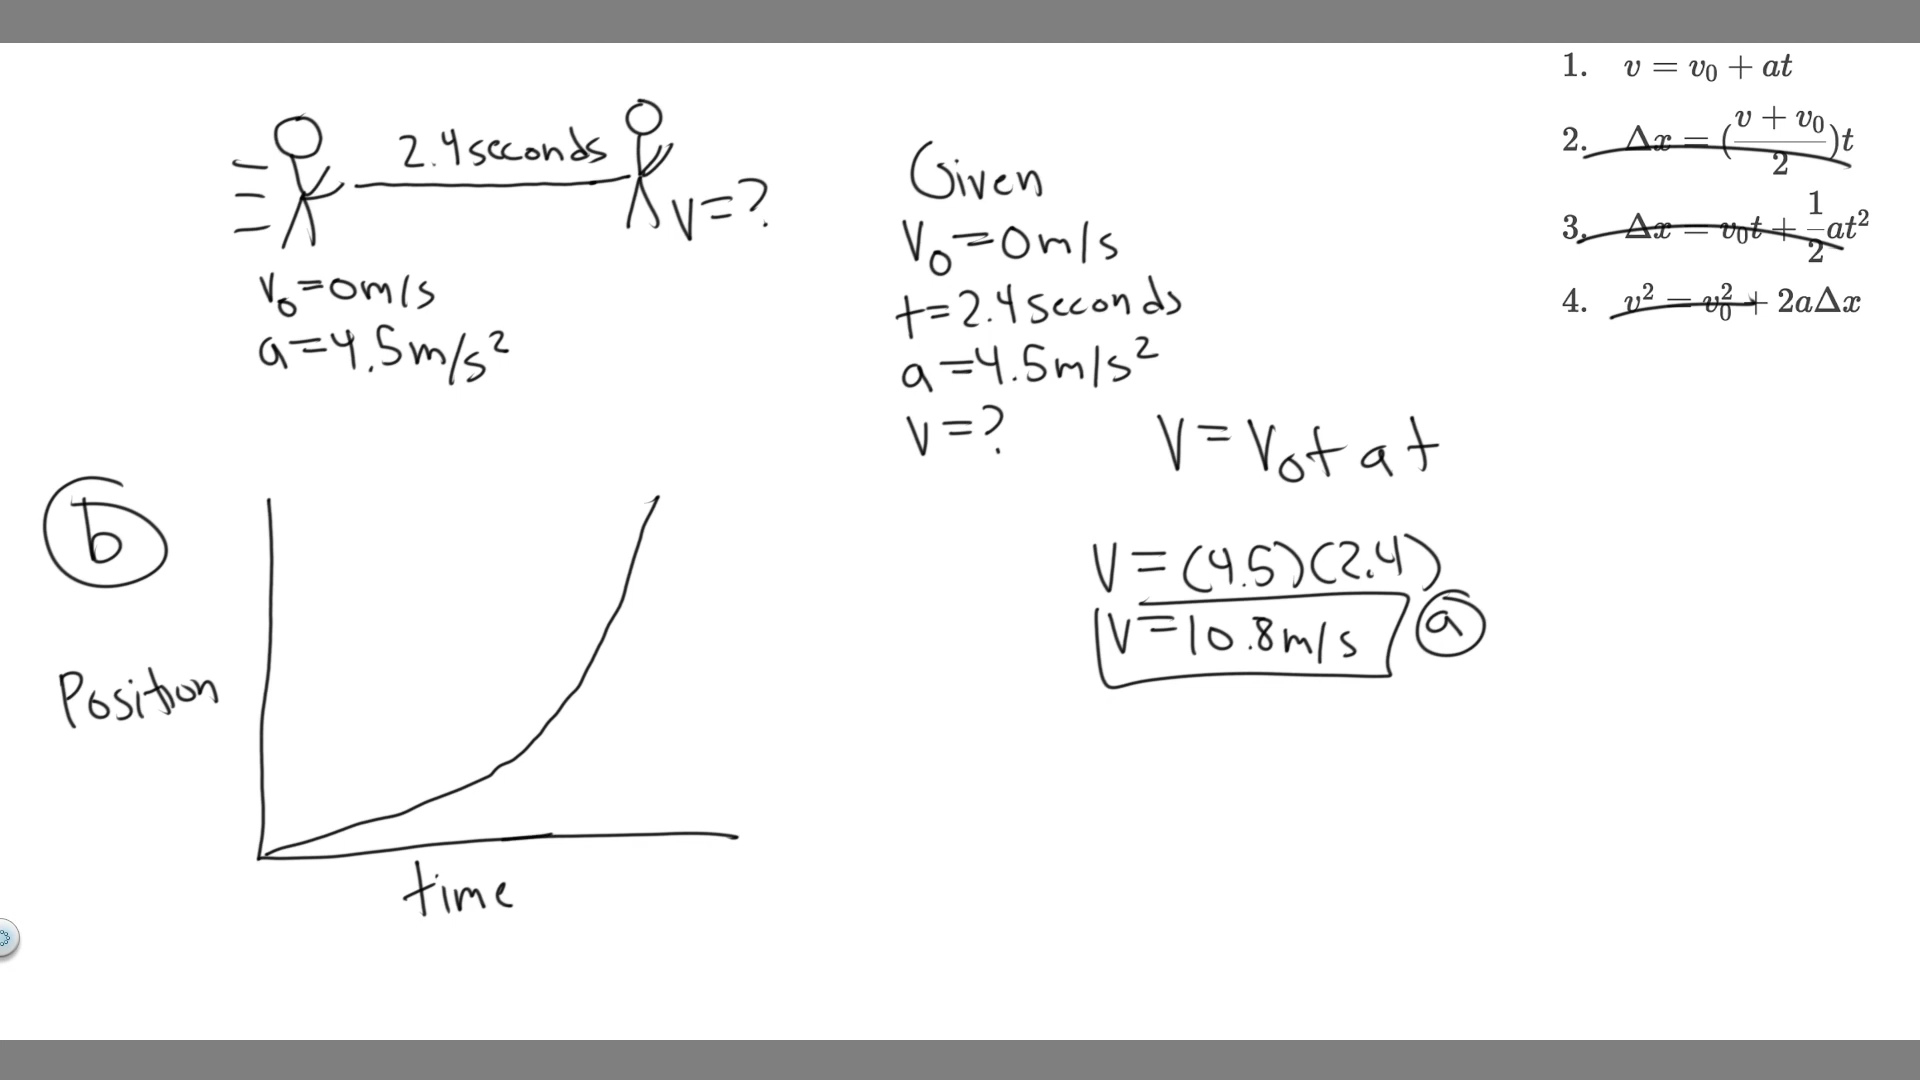 2.4 seconds
v=?
v₀=0m/s
a=4.5m/s²
Given
v₀=0m/s
t=2.4 seconds
a=4.5m/s²
v=?
v=v₀+at
v=(4.5)(2.4)
v=10.8m/s
a
1. v = v₀ + at
2. Δx = (v + v₀ / 2)t
3. Δx = v₀t + 1/2 at²
4. v² = v₀² + 2aΔx
b
Position
time